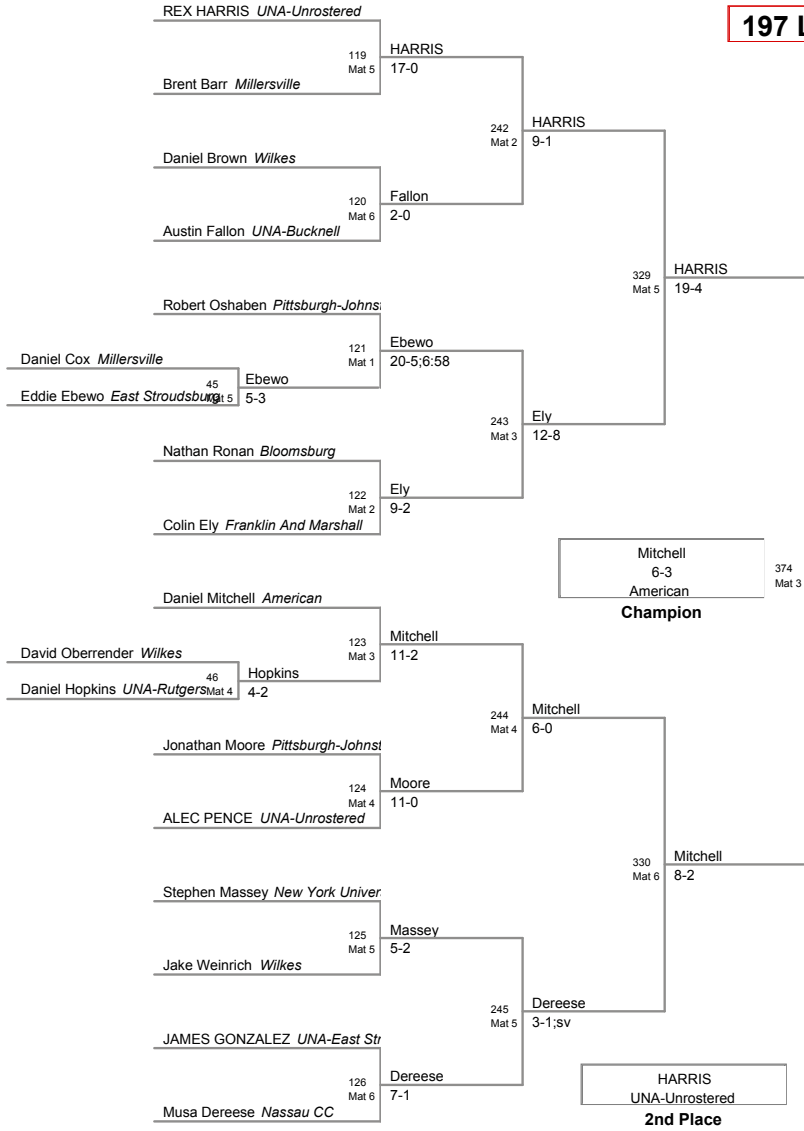 REX HARRIS UNA-Unrostered
197 L
119 HARRIS
Mat 5 17-0
Brent Barr Millersville
242 HARRIS
Mat 2 9-1
Daniel Brown Wilkes
120 Fallon
Mat 6 2-0
Austin Fallon UNA-Bucknell
329 HARRIS
Mat 5 19-4
Robert Oshaben Pittsburgh-Johns
121 Ebewo
Mat 1 20-5;6:58
Daniel Cox Millersville
45 Ebewo
Eddie Ebewo East Stroudsburg Mat 5 5-3
243 Ely
Mat 3 12-8
Nathan Ronan Bloomsburg
122 Ely
Mat 2 9-2
Colin Ely Franklin And Marshall
Mitchell
6-3
American
374
Mat 3
Champion
Daniel Mitchell American
123 Mitchell
Mat 3 11-2
David Oberrender Wilkes
46 Hopkins
Daniel Hopkins UNA-Rutgers Mat 4 4-2
244 Mitchell
Mat 4 6-0
Jonathan Moore Pittsburgh-Johnst
124 Moore
Mat 4 11-0
ALEC PENCE UNA-Unrostered
330 Mitchell
Mat 6 8-2
Stephen Massey New York Univer
125 Massey
Mat 5 5-2
Jake Weinrich Wilkes
245 Dereese
Mat 5 3-1;sv
JAMES GONZALEZ UNA-East Str
126 Dereese
Mat 6 7-1
Musa Dereese Nassau CC
HARRIS
UNA-Unrostered
2nd Place